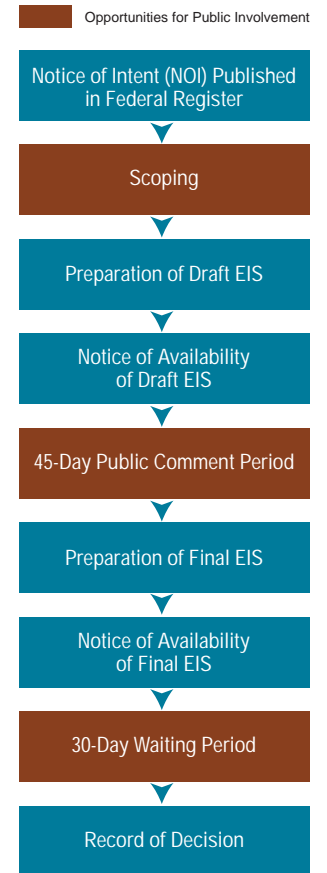 Opportunities for Public Involvement
Notice of Intent (NOI) Published
in Federal Register
Scoping
Preparation of Draft EIS
Notice of Availability
of Draft EIS
45-Day Public Comment Period
Preparation of Final EIS
Notice of Availability
of Final EIS
30-Day Waiting Period
Record of Decision